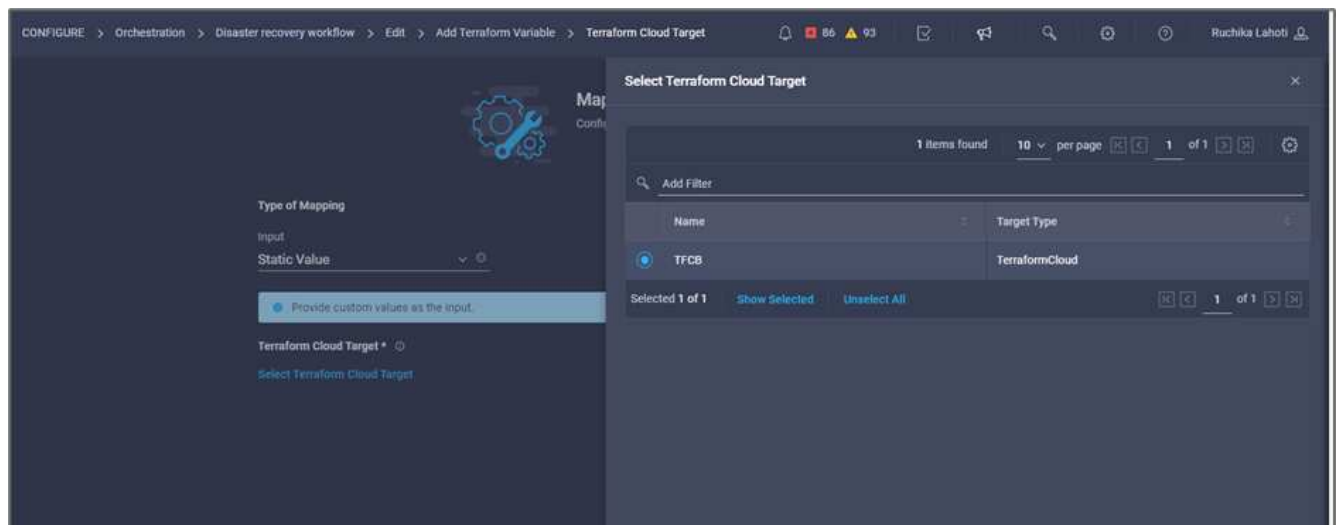 CONFIGURE > Orchestration > Disaster recovery workflow > Edit > Add Terraform Variable > Terraform Cloud Target 86 93 Ruchika Lahoti
Select Terraform Cloud Target
Map
Confi
1 items found 10 per page 1 of 1
Add Filter
Name Target Type
TFCB TerraformCloud
Selected 1 of 1 Show Selected Unselect All 1 of 1
Type of Mapping
Input
Static Value
Provide custom values as the input.
Terraform Cloud Target *
Select Terraform Cloud Target